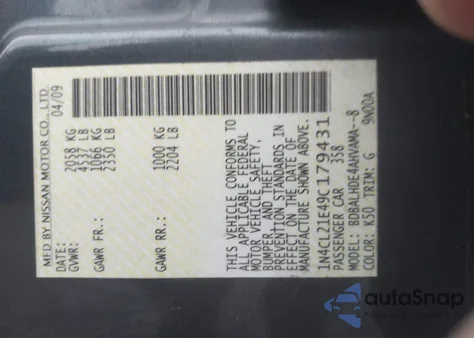 MFD BY NISSAN MOTOR CO., LTD.
DATE: 04/09
GVWR: 2058 KG
4537 LB
GAWR FR.: 1066 KG
2350 LB
GAWR RR.: 1000 KG
2204 LB
THIS VEHICLE CONFORMS TO
ALL APPLICABLE FEDERAL
MOTOR VEHICLE SAFETY,
BUMPER, AND THEFT
PREVENTION STANDARDS IN
EFFECT ON THE DATE OF
MANUFACTURE SHOWN ABOVE.
1N4CL21E49C179431
PASSENGER CAR 358
MODEL: BDBALHDE4AHVAMA--8
COLOR: K50 TRIM: G 9N00A
autoSnap